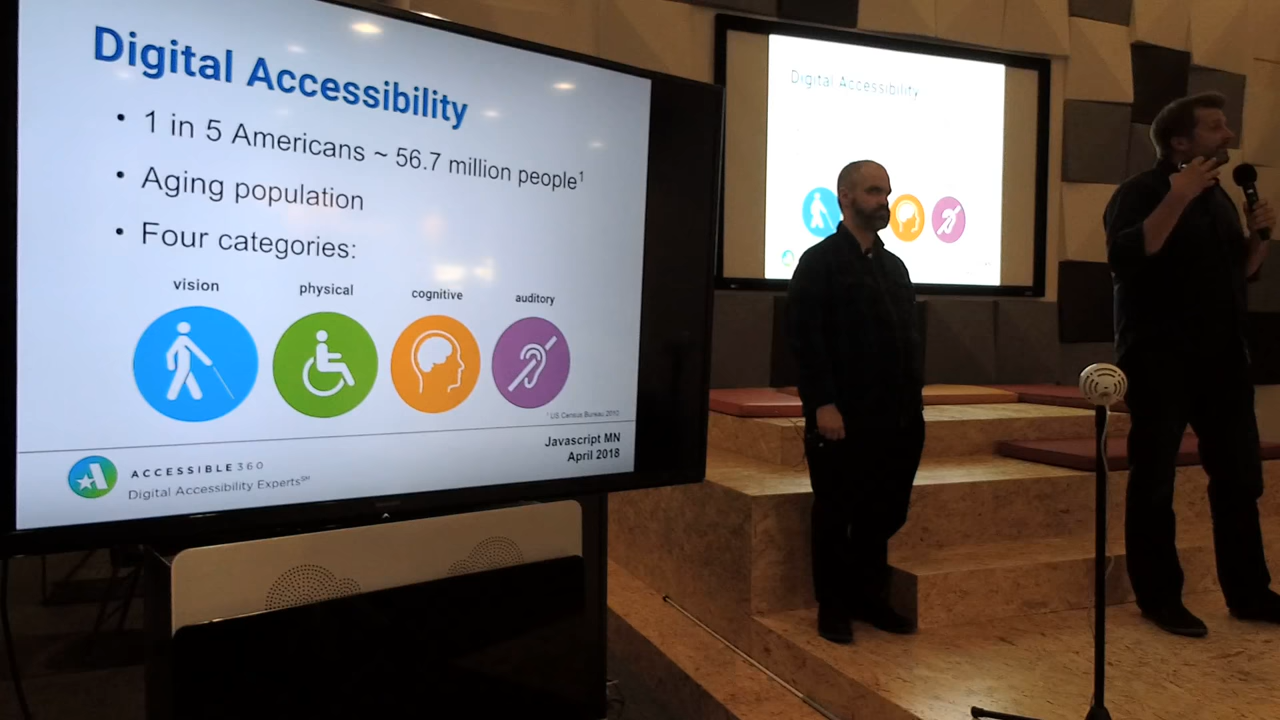 Digital Accessibility
• 1 in 5 Americans ~ 56.7 million people¹
• Aging population
• Four categories:
vision physical cognitive auditory
¹ US Census Bureau 2010
Javascript MN
April 2018
ACCESSIBLE360
Digital Accessibility Experts℠
Digital Accessibility